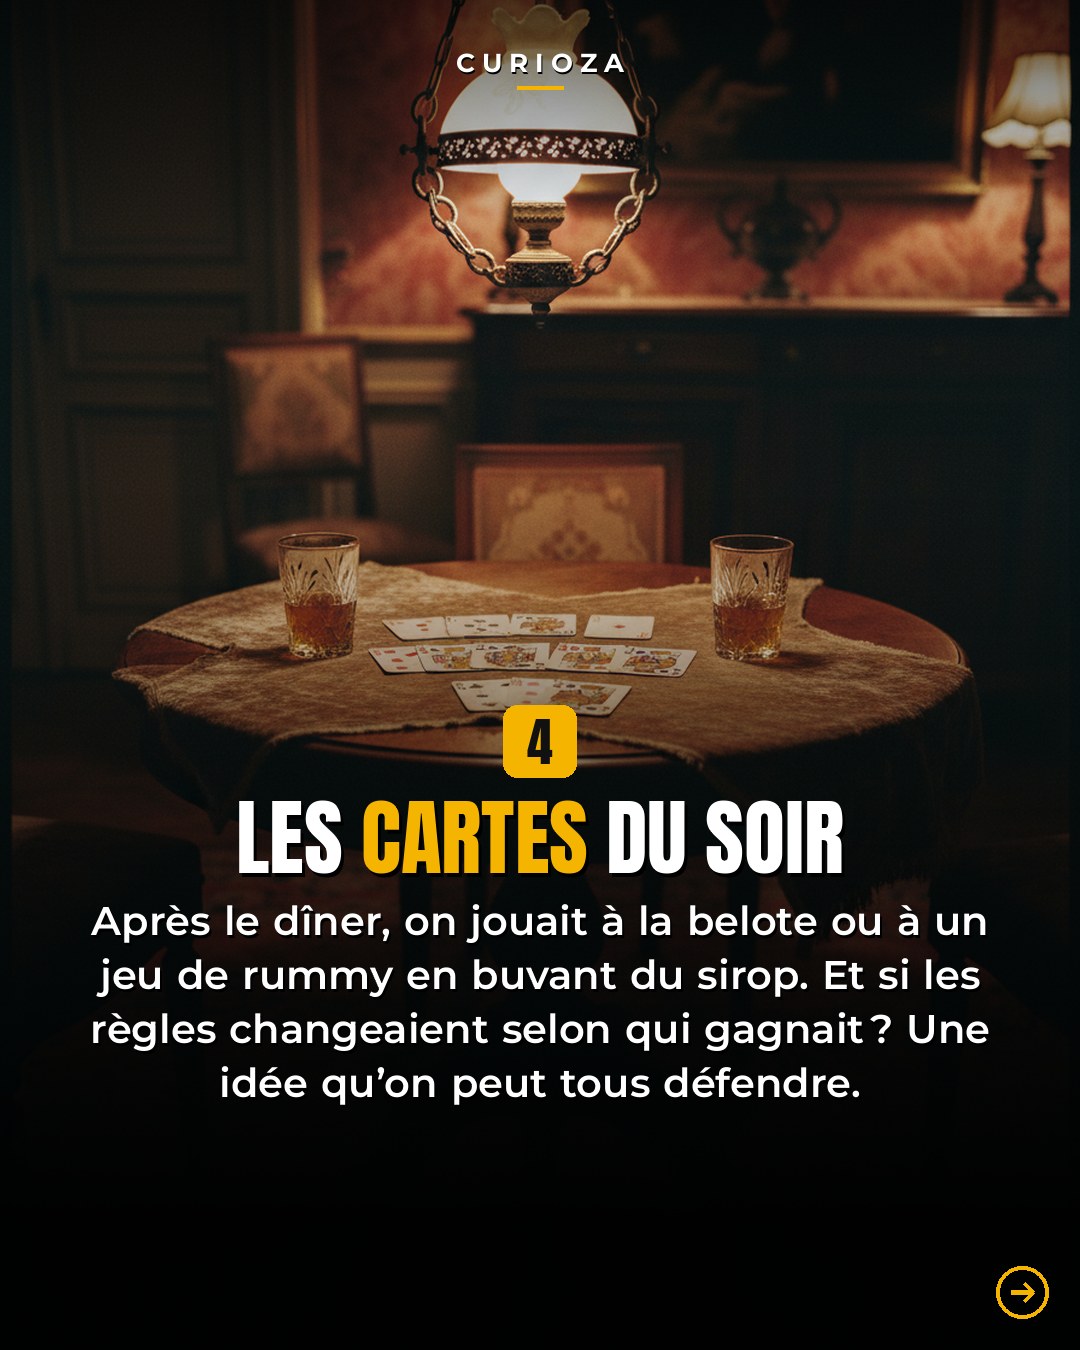 CURIOZA
4
LES CARTES DU SOIR
Après le dîner, on jouait à la belote ou à un
jeu de rummy en buvant du sirop. Et si les
règles changeaient selon qui gagnait ? Une
idée qu’on peut tous défendre.